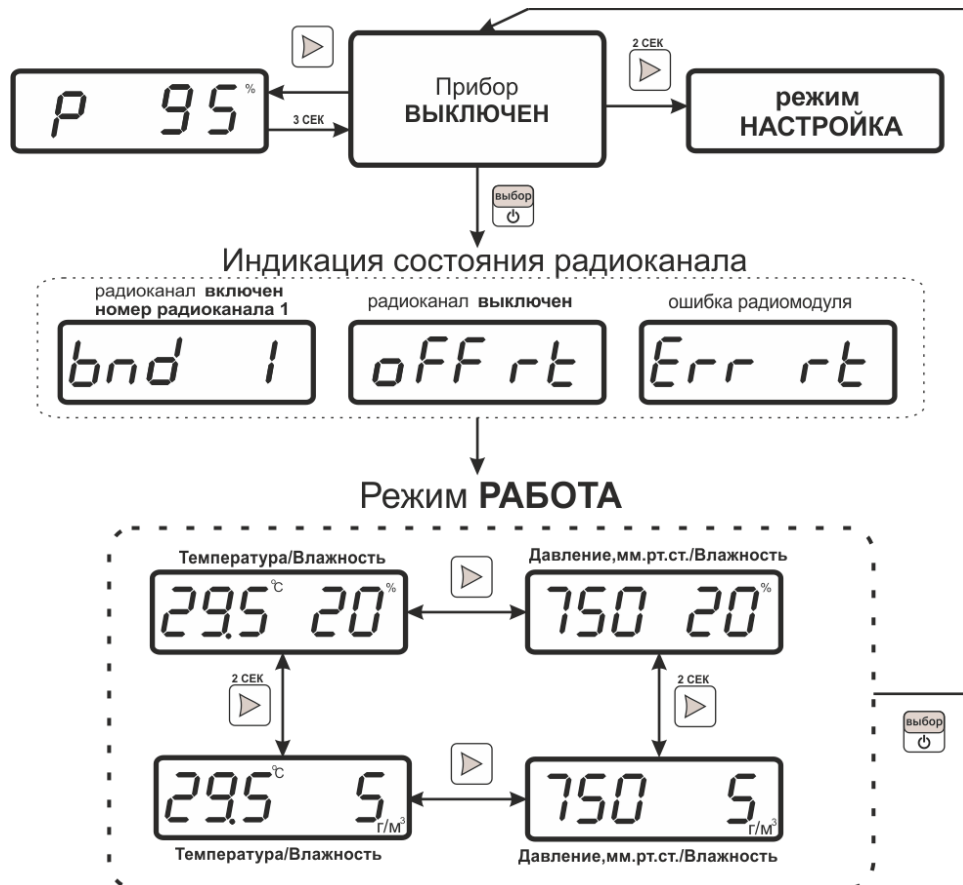 2 СЕК
P 95 %
3 СЕК
Прибор
ВЫКЛЮЧЕН
режим
НАСТРОЙКА
выбор
Индикация состояния радиоканала
радиоканал включен
номер радиоканала 1
радиоканал выключен
ошибка радиомодуля
bnd 1
oFF rt
Err rt
Режим РАБОТА
Температура/Влажность
Давление,мм.рт.ст./Влажность
29.5 °C 20 %
750 20 %
2 СЕК
2 СЕК
выбор
29.5 °C 5 г/м³
750 5 г/м³
Температура/Влажность
Давление,мм.рт.ст./Влажность